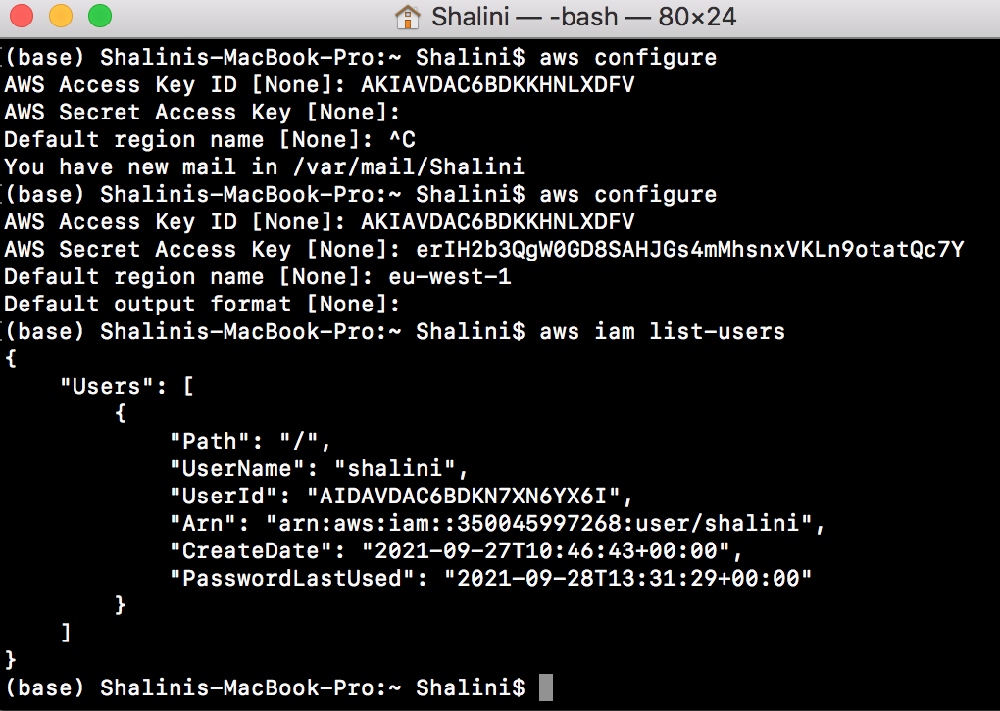 Shalini — -bash — 80×24
(base) Shalinis-MacBook-Pro:~ Shalini$ aws configure
AWS Access Key ID [None]: AKIAVDAC6BDKKHNLXDFV
AWS Secret Access Key [None]:
Default region name [None]: ^C
You have new mail in /var/mail/Shalini
(base) Shalinis-MacBook-Pro:~ Shalini$ aws configure
AWS Access Key ID [None]: AKIAVDAC6BDKKHNLXDFV
AWS Secret Access Key [None]: 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
Default region name [None]: eu-west-1
Default output format [None]:
(base) Shalinis-MacBook-Pro:~ Shalini$ aws iam list-users
{
    "Users": [
        {
            "Path": "/",
            "UserName": "shalini",
            "UserId": "AIDAVDAC6BDKN7XN6YX6I",
            "Arn": "arn:aws:iam::350045997268:user/shalini",
            "CreateDate": "2021-09-27T10:46:43+00:00",
            "PasswordLastUsed": "2021-09-28T13:31:29+00:00"
        }
    ]
}
(base) Shalinis-MacBook-Pro:~ Shalini$